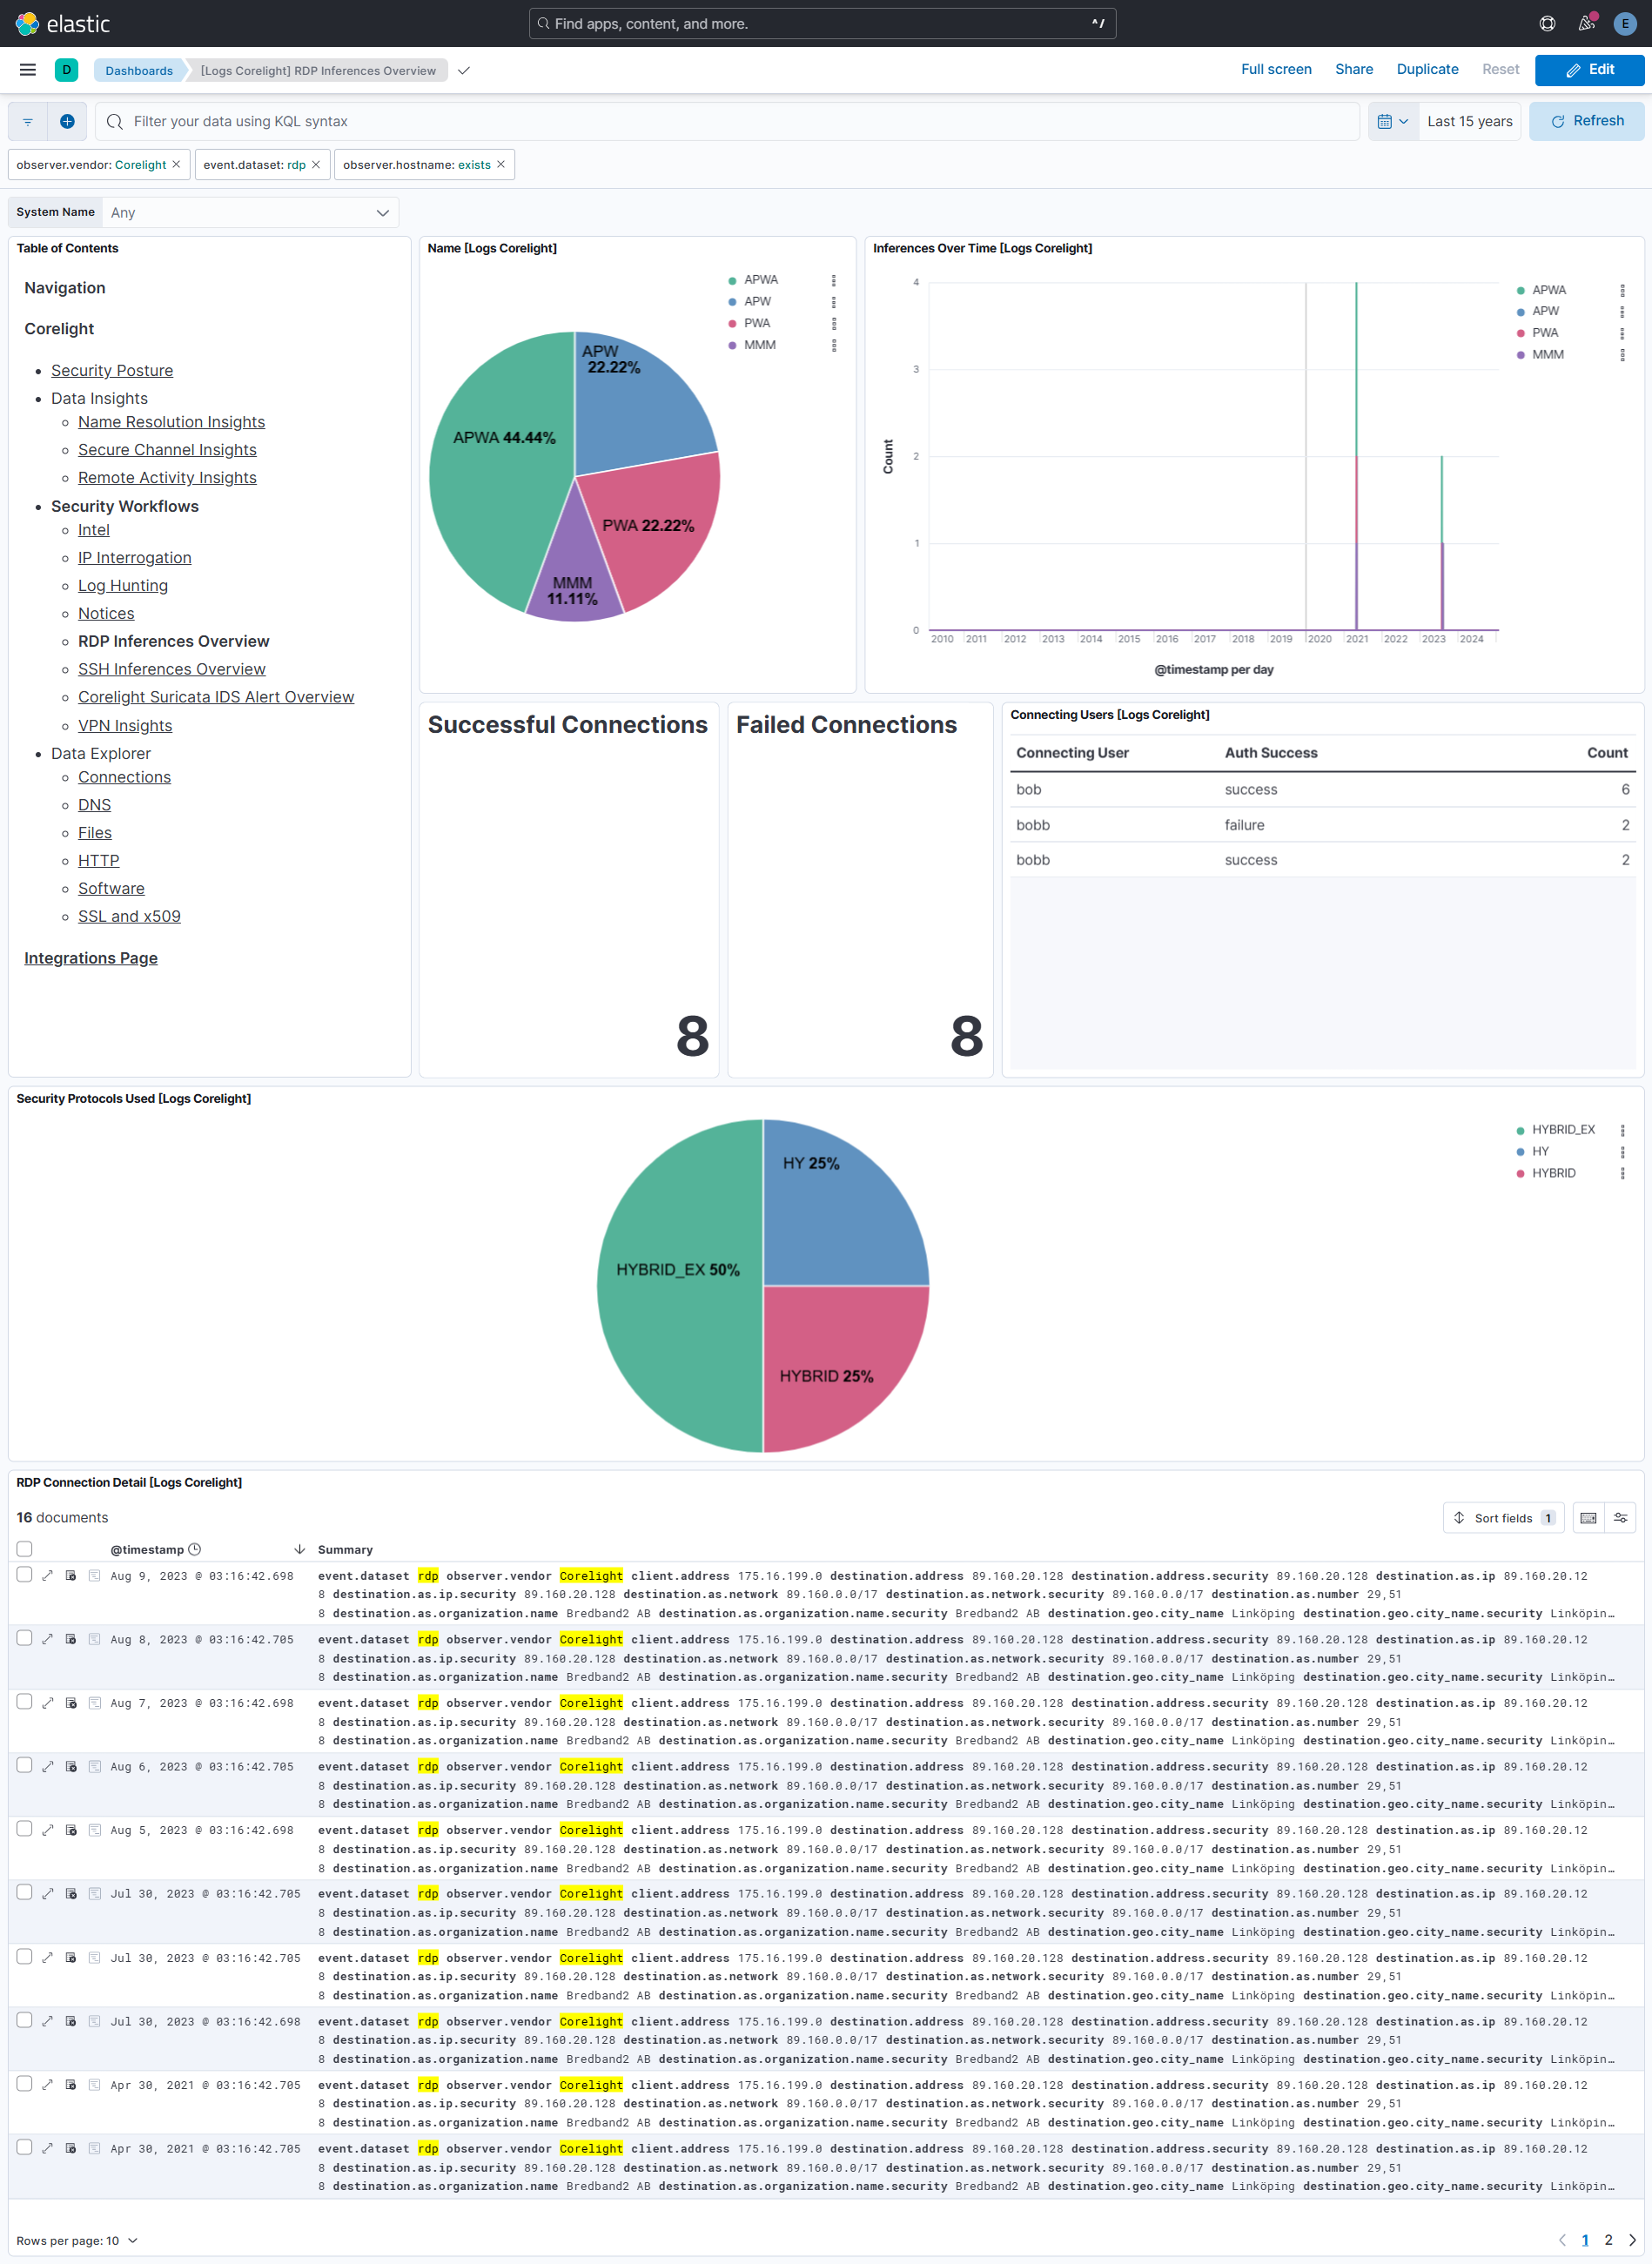 elastic
Find apps, content, and more.
^/
E
D
Dashboards
[Logs Corelight] RDP Inferences Overview
Full screen
Share
Duplicate
Reset
Edit
Filter your data using KQL syntax
Last 15 years
Refresh
observer.vendor: Corelight ×
event.dataset: rdp ×
observer.hostname: exists ×
System Name
Any
Table of Contents
Navigation
Corelight
• Security Posture
• Data Insights
◦ Name Resolution Insights
◦ Secure Channel Insights
◦ Remote Activity Insights
• Security Workflows
◦ Intel
◦ IP Interrogation
◦ Log Hunting
◦ Notices
◦ RDP Inferences Overview
◦ SSH Inferences Overview
◦ Corelight Suricata IDS Alert Overview
◦ VPN Insights
• Data Explorer
◦ Connections
◦ DNS
◦ Files
◦ HTTP
◦ Software
◦ SSL and x509
Integrations Page
Name [Logs Corelight]
APWA
APW
PWA
MMM
APW
22.22%
APWA 44.44%
PWA 22.22%
MMM
11.11%
Inferences Over Time [Logs Corelight]
4
3
2
1
0
Count
2010 2011 2012 2013 2014 2015 2016 2017 2018 2019 2020 2021 2022 2023 2024
@timestamp per day
APWA
APW
PWA
MMM
Successful Connections
8
Failed Connections
8
Connecting Users [Logs Corelight]
Connecting User Auth Success Count
bob success 6
bobb failure 2
bobb success 2
Security Protocols Used [Logs Corelight]
HY 25%
HYBRID_EX 50%
HYBRID 25%
HYBRID_EX
HY
HYBRID
RDP Connection Detail [Logs Corelight]
16 documents
Sort fields 1
@timestamp
Summary
Aug 9, 2023 @ 03:16:42.698 event.dataset rdp observer.vendor Corelight client.address 175.16.199.0 destination.address 89.160.20.128 destination.address.security 89.160.20.128 destination.as.ip 89.160.20.12
8 destination.as.ip.security 89.160.20.128 destination.as.network 89.160.0.0/17 destination.as.network.security 89.160.0.0/17 destination.as.number 29,51
8 destination.as.organization.name Bredband2 AB destination.as.organization.name.security Bredband2 AB destination.geo.city_name Linköping destination.geo.city_name.security Linköpin…
Aug 8, 2023 @ 03:16:42.705 event.dataset rdp observer.vendor Corelight client.address 175.16.199.0 destination.address 89.160.20.128 destination.address.security 89.160.20.128 destination.as.ip 89.160.20.12
8 destination.as.ip.security 89.160.20.128 destination.as.network 89.160.0.0/17 destination.as.network.security 89.160.0.0/17 destination.as.number 29,51
8 destination.as.organization.name Bredband2 AB destination.as.organization.name.security Bredband2 AB destination.geo.city_name Linköping destination.geo.city_name.security Linköpin…
Aug 7, 2023 @ 03:16:42.698 event.dataset rdp observer.vendor Corelight client.address 175.16.199.0 destination.address 89.160.20.128 destination.address.security 89.160.20.128 destination.as.ip 89.160.20.12
8 destination.as.ip.security 89.160.20.128 destination.as.network 89.160.0.0/17 destination.as.network.security 89.160.0.0/17 destination.as.number 29,51
8 destination.as.organization.name Bredband2 AB destination.as.organization.name.security Bredband2 AB destination.geo.city_name Linköping destination.geo.city_name.security Linköpin…
Aug 6, 2023 @ 03:16:42.705 event.dataset rdp observer.vendor Corelight client.address 175.16.199.0 destination.address 89.160.20.128 destination.address.security 89.160.20.128 destination.as.ip 89.160.20.12
8 destination.as.ip.security 89.160.20.128 destination.as.network 89.160.0.0/17 destination.as.network.security 89.160.0.0/17 destination.as.number 29,51
8 destination.as.organization.name Bredband2 AB destination.as.organization.name.security Bredband2 AB destination.geo.city_name Linköping destination.geo.city_name.security Linköpin…
Aug 5, 2023 @ 03:16:42.698 event.dataset rdp observer.vendor Corelight client.address 175.16.199.0 destination.address 89.160.20.128 destination.address.security 89.160.20.128 destination.as.ip 89.160.20.12
8 destination.as.ip.security 89.160.20.128 destination.as.network 89.160.0.0/17 destination.as.network.security 89.160.0.0/17 destination.as.number 29,51
8 destination.as.organization.name Bredband2 AB destination.as.organization.name.security Bredband2 AB destination.geo.city_name Linköping destination.geo.city_name.security Linköpin…
Jul 30, 2023 @ 03:16:42.705 event.dataset rdp observer.vendor Corelight client.address 175.16.199.0 destination.address 89.160.20.128 destination.address.security 89.160.20.128 destination.as.ip 89.160.20.12
8 destination.as.ip.security 89.160.20.128 destination.as.network 89.160.0.0/17 destination.as.network.security 89.160.0.0/17 destination.as.number 29,51
8 destination.as.organization.name Bredband2 AB destination.as.organization.name.security Bredband2 AB destination.geo.city_name Linköping destination.geo.city_name.security Linköpin…
Jul 30, 2023 @ 03:16:42.705 event.dataset rdp observer.vendor Corelight client.address 175.16.199.0 destination.address 89.160.20.128 destination.address.security 89.160.20.128 destination.as.ip 89.160.20.12
8 destination.as.ip.security 89.160.20.128 destination.as.network 89.160.0.0/17 destination.as.network.security 89.160.0.0/17 destination.as.number 29,51
8 destination.as.organization.name Bredband2 AB destination.as.organization.name.security Bredband2 AB destination.geo.city_name Linköping destination.geo.city_name.security Linköpin…
Jul 30, 2023 @ 03:16:42.698 event.dataset rdp observer.vendor Corelight client.address 175.16.199.0 destination.address 89.160.20.128 destination.address.security 89.160.20.128 destination.as.ip 89.160.20.12
8 destination.as.ip.security 89.160.20.128 destination.as.network 89.160.0.0/17 destination.as.network.security 89.160.0.0/17 destination.as.number 29,51
8 destination.as.organization.name Bredband2 AB destination.as.organization.name.security Bredband2 AB destination.geo.city_name Linköping destination.geo.city_name.security Linköpin…
Apr 30, 2021 @ 03:16:42.705 event.dataset rdp observer.vendor Corelight client.address 175.16.199.0 destination.address 89.160.20.128 destination.address.security 89.160.20.128 destination.as.ip 89.160.20.12
8 destination.as.ip.security 89.160.20.128 destination.as.network 89.160.0.0/17 destination.as.network.security 89.160.0.0/17 destination.as.number 29,51
8 destination.as.organization.name Bredband2 AB destination.as.organization.name.security Bredband2 AB destination.geo.city_name Linköping destination.geo.city_name.security Linköpin…
Apr 30, 2021 @ 03:16:42.705 event.dataset rdp observer.vendor Corelight client.address 175.16.199.0 destination.address 89.160.20.128 destination.address.security 89.160.20.128 destination.as.ip 89.160.20.12
8 destination.as.ip.security 89.160.20.128 destination.as.network 89.160.0.0/17 destination.as.network.security 89.160.0.0/17 destination.as.number 29,51
8 destination.as.organization.name Bredband2 AB destination.as.organization.name.security Bredband2 AB destination.geo.city_name Linköping destination.geo.city_name.security Linköpin…
Rows per page: 10
1 2